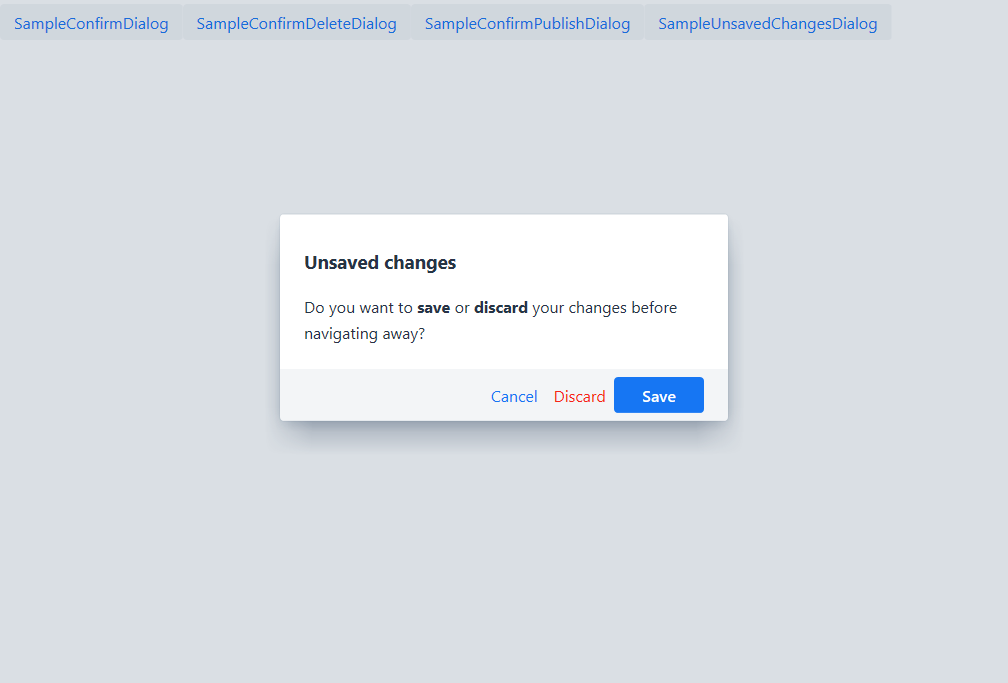 SampleConfirmDialog SampleConfirmDeleteDialog SampleConfirmPublishDialog SampleUnsavedChangesDialog
Unsaved changes
Do you want to save or discard your changes before
navigating away?
Cancel Discard Save